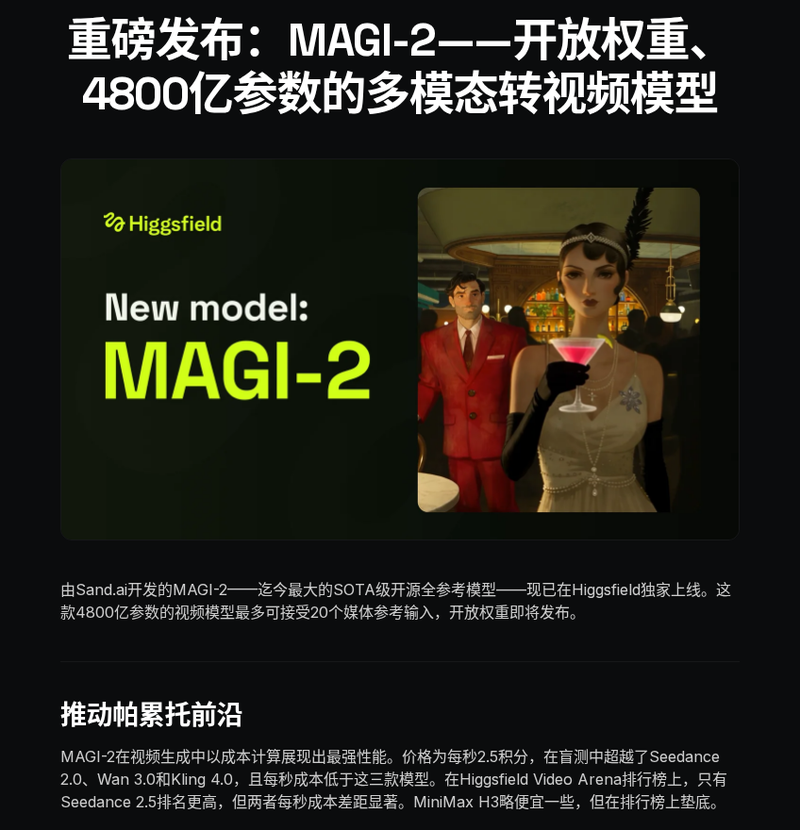 重磅发布：MAGI-2——开放权重、
4800亿参数的多模态转视频模型
Higgsfield
New model:
MAGI-2
由Sand.ai开发的MAGI-2——迄今最大的SOTA级开源全参考模型——现已在Higgsfield独家上线。这
款4800亿参数的视频模型最多可接受20个媒体参考输入，开放权重即将发布。
推动帕累托前沿
MAGI-2在视频生成中以成本计算展现出最强性能。价格为每秒2.5积分，在盲测中超越了Seedance
2.0、Wan 3.0和Kling 4.0，且每秒成本低于这三款模型。在Higgsfield Video Arena排行榜上，只有
Seedance 2.5排名更高，但两者每秒成本差距显著。MiniMax H3略便宜一些，但在排行榜上垫底。